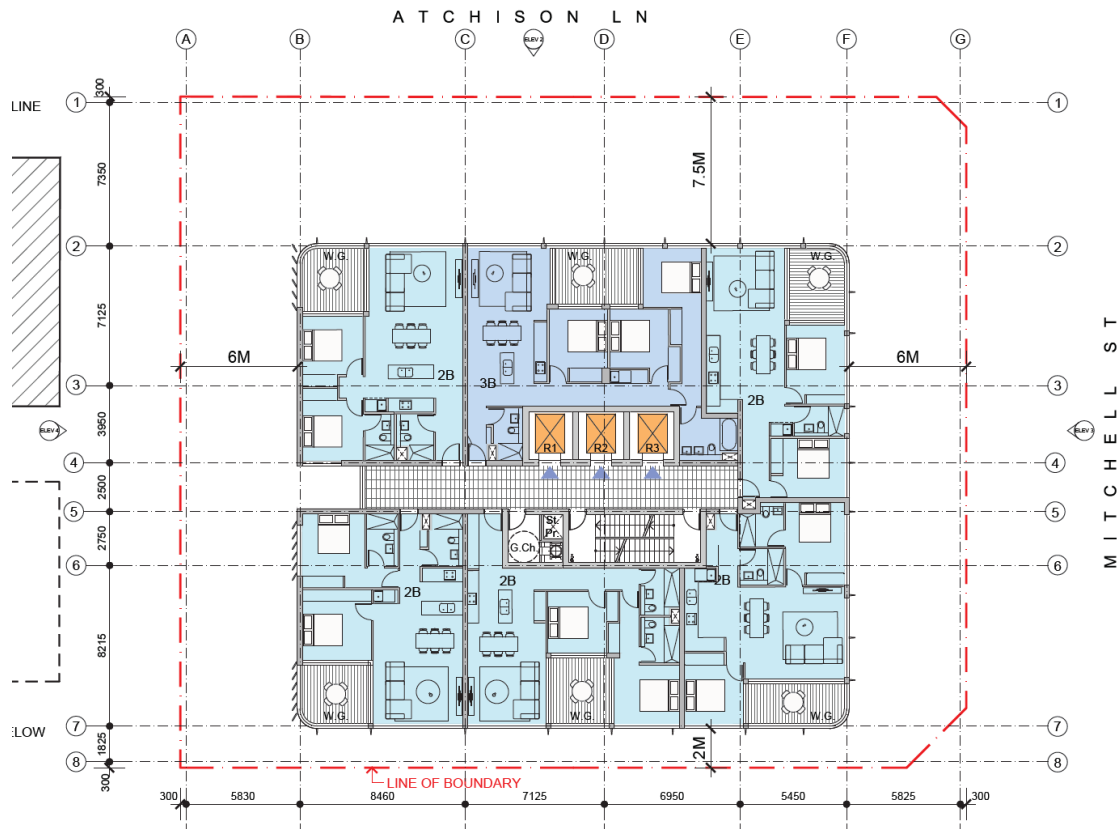 ATCHISON LN
ELEV 2
A B C D E F G
300
LINE
1 1
7350
7.5M
2 2
W.G. W.G. W.G.
7125
6M 6M
MITCHELL ST
3 3
2B 3B 2B
3950
ELEV 4 ELEV 3
R1 R2 R3
4 4
2500
5 5
St.
Pr.
2750
G.Ch.
6 6
2B 2B 2B
8215
W.G. W.G. W.G.
7 7
ELOW
1825
2M
8 8
300
LINE OF BOUNDARY
300 5830 8460 7125 6950 5450 5825 300